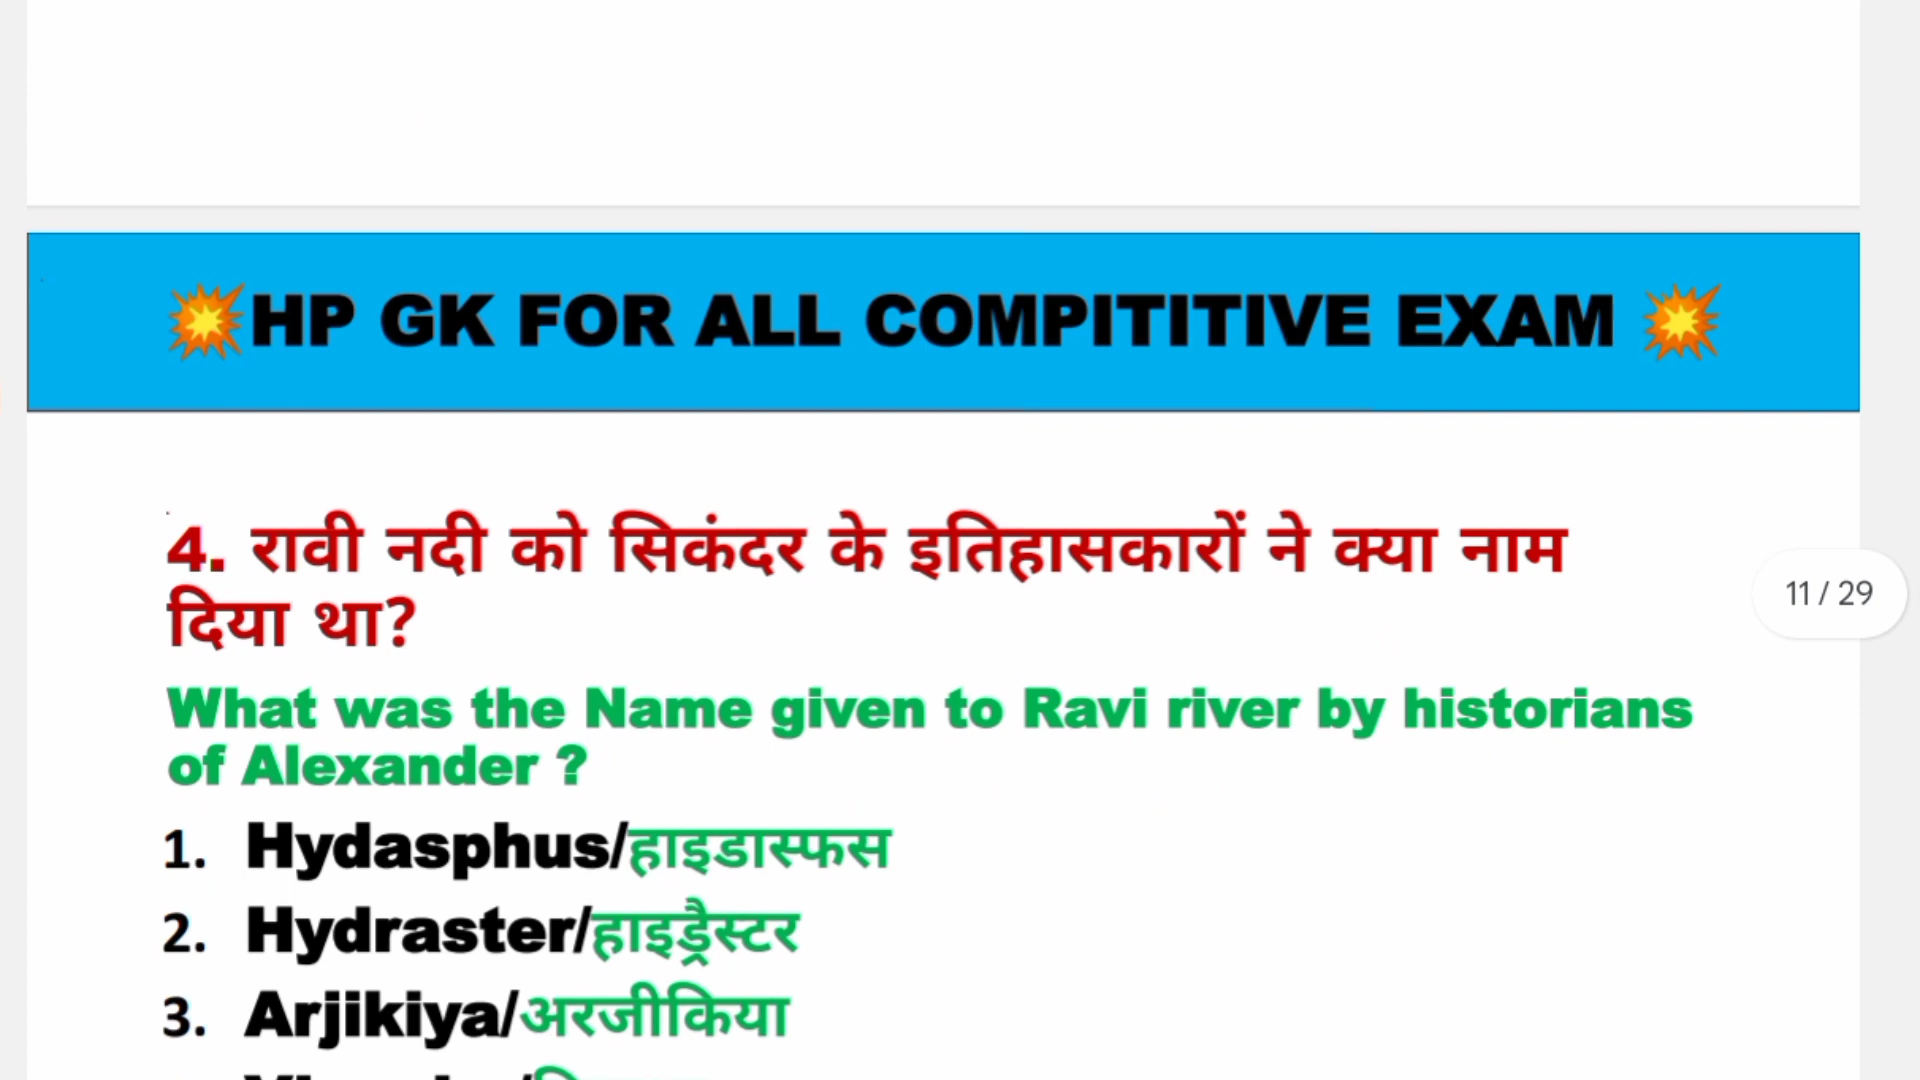 💥HP GK FOR ALL COMPITITIVE EXAM 💥
4. रावी नदी को सिकंदर के इतिहासकारों ने क्या नाम
दिया था?
11 / 29
What was the Name given to Ravi river by historians
of Alexander ?
1. Hydasphus/हाइडास्फस
2. Hydraster/हाइड्रैस्टर
3. Arjikiya/अरजीकिया